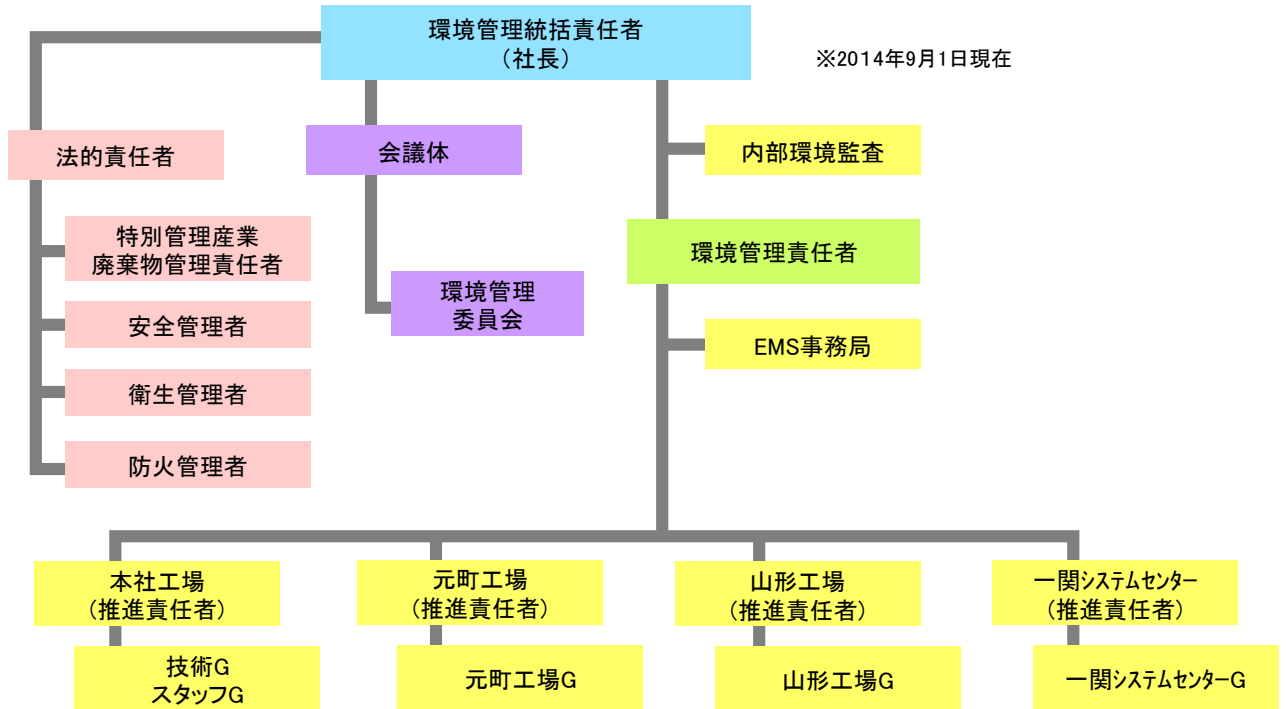 環境管理統括責任者
（社長）
※2014年9月1日現在
法的責任者
会議体
内部環境監査
特別管理産業
廃棄物管理責任者
環境管理責任者
環境管理
委員会
安全管理者
EMS事務局
衛生管理者
防火管理者
本社工場
(推進責任者)
元町工場
(推進責任者)
山形工場
(推進責任者)
一関ｼｽﾃﾑｾﾝﾀｰ
(推進責任者)
技術G
スタッフG
元町工場G
山形工場G
一関ｼｽﾃﾑｾﾝﾀｰG